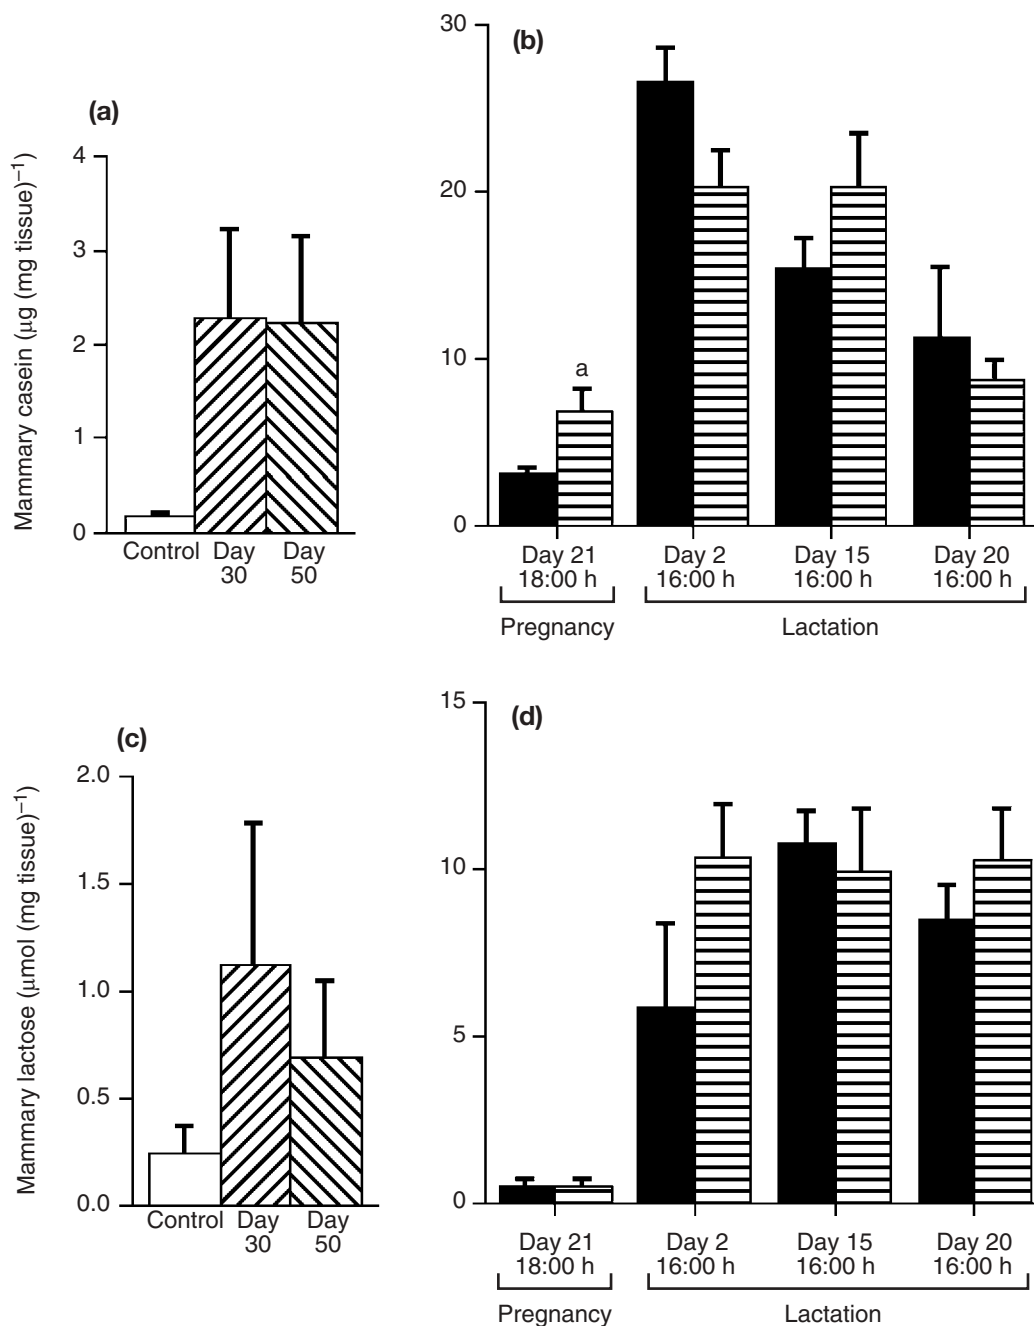 (a)
Mammary casein (μg (mg tissue)⁻¹
4
3
2
1
0
Control Day 30 Day 50
(b)
30
20
10
0
a
Day 21 18:00 h
Day 2 16:00 h
Day 15 16:00 h
Day 20 16:00 h
Pregnancy Lactation
(c)
Mammary lactose (μmol (mg tissue)⁻¹
2.0
1.5
1.0
0.5
0.0
Control Day 30 Day 50
(d)
15
10
5
0
Day 21 18:00 h
Day 2 16:00 h
Day 15 16:00 h
Day 20 16:00 h
Pregnancy Lactation